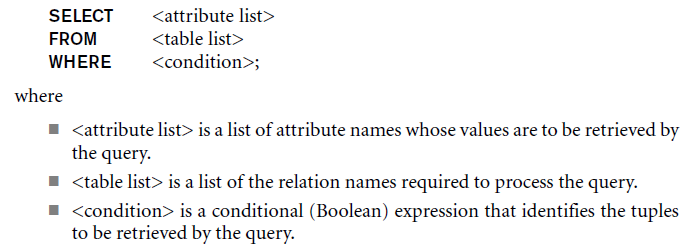 SELECT <attribute list>
FROM <table list>
WHERE <condition>;
where
■ <attribute list> is a list of attribute names whose values are to be retrieved by
the query.
■ <table list> is a list of the relation names required to process the query.
■ <condition> is a conditional (Boolean) expression that identifies the tuples
to be retrieved by the query.